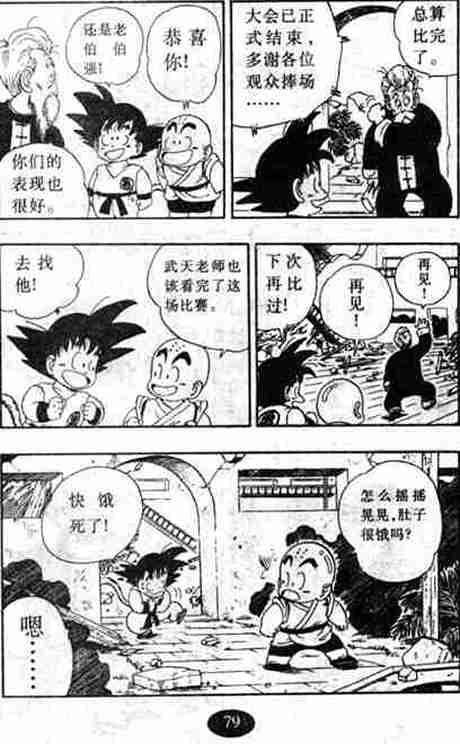 总算
比完
了。
大会已正
式结束，
多谢各位
观众捧场
……
恭喜
你！
还是老
伯伯
强！
你们的
表现也
很好。
再见！
再见！
下次比
再过！
武天老师也
该看完了这
场比赛。
去找
他！
怎么摇摇
晃晃，肚子
很饿吗？
快饿
死了！
嗯
……
79